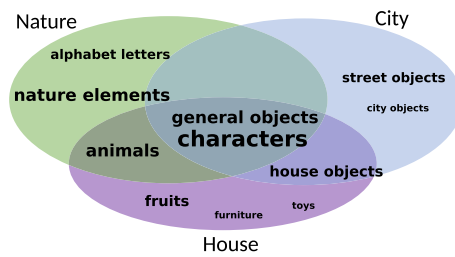 Nature
City
alphabet letters
street objects
nature elements
city objects
general objects
characters
animals
house objects
fruits
toys
furniture
House